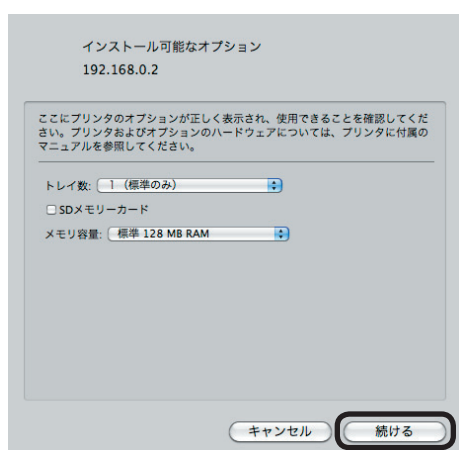 インストール可能なオプション
192.168.0.2
ここにプリンタのオプションが正しく表示され、使用できることを確認してくだ
さい。プリンタおよびオプションのハードウェアについては、プリンタに付属の
マニュアルを参照してください。
トレイ数: 1 （標準のみ）
SDメモリーカード
メモリ容量: 標準 128 MB RAM
キャンセル 続ける